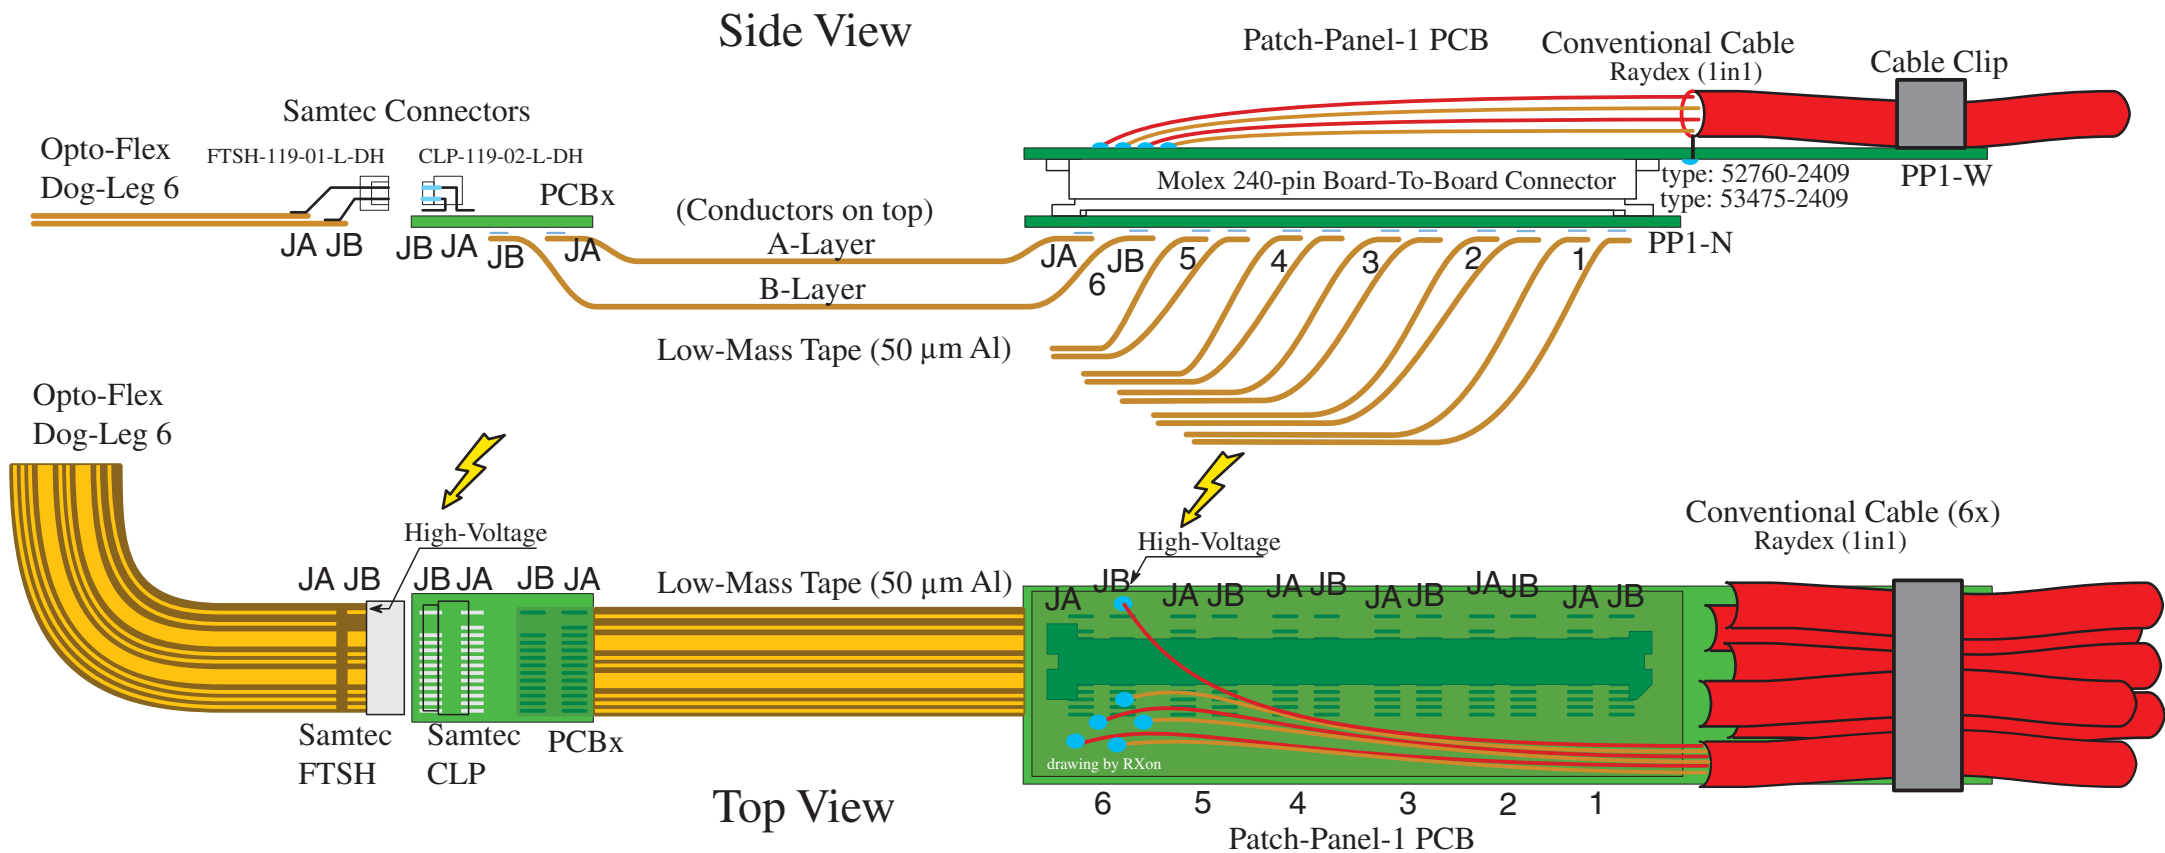 Side View
Patch-Panel-1 PCB
Conventional Cable
Raydex (1in1)
Cable Clip
Samtec Connectors
Opto-Flex
Dog-Leg 6
FTSH-119-01-L-DH
CLP-119-02-L-DH
PCBx
Molex 240-pin Board-To-Board Connector
type: 52760-2409
type: 53475-2409
PP1-W
(Conductors on top)
A-Layer
JA JB
JB JA
JB
JA
JA
JB
6
5
4
3
2
1
PP1-N
B-Layer
Low-Mass Tape (50 µm Al)
Opto-Flex
Dog-Leg 6
High-Voltage
High-Voltage
Conventional Cable (6x)
Raydex (1in1)
JA JB
JB JA
JB JA
Low-Mass Tape (50 µm Al)
JA
JB
JA JB
JA JB
JA JB
JA JB
JA JB
Samtec
FTSH
Samtec
CLP
PCBx
drawing by RXon
6 5 4 3 2 1
Top View
Patch-Panel-1 PCB